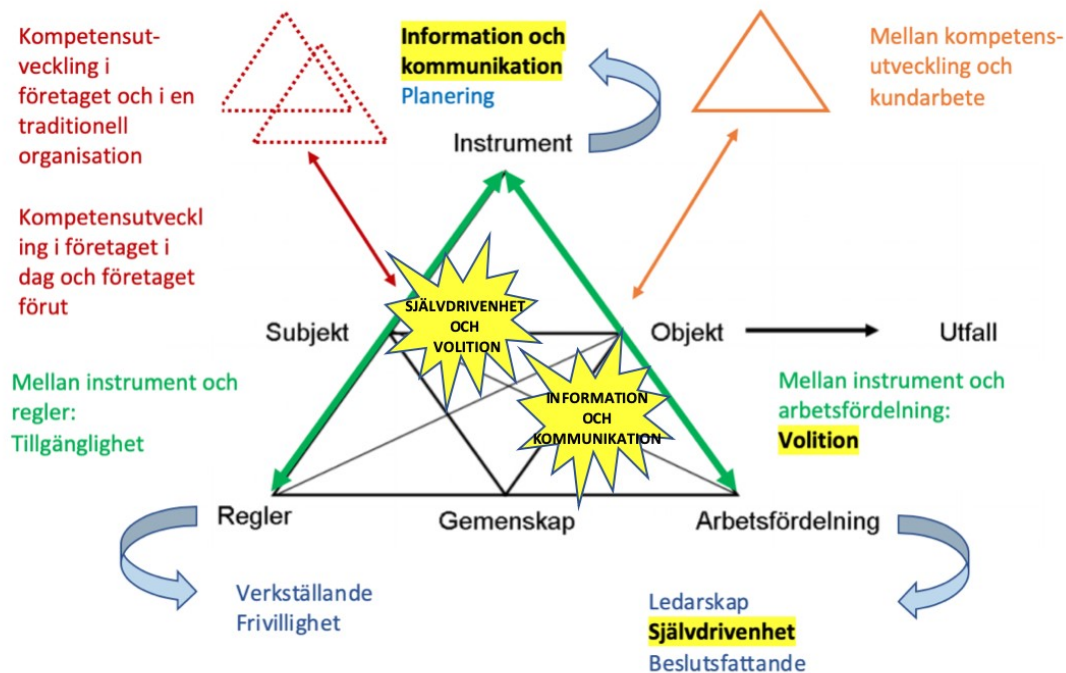 Kompetensut-
veckling i
företaget och i en
traditionell
organisation
Information och
kommunikation
Planering
Mellan kompetens-
utveckling och
kundarbete
Instrument
Kompetensutveckl
ing i företaget i
dag och företaget
förut
SJÄLVDRIVENHET
OCH
VOLITION
Subjekt
Objekt
Utfall
Mellan instrument och
regler:
Tillgänglighet
INFORMATION
OCH
KOMMUNIKATION
Mellan instrument och
arbetsfördelning:
Volition
Regler
Gemenskap
Arbetsfördelning
Verkställande
Frivillighet
Ledarskap
Självdrivenhet
Beslutsfattande